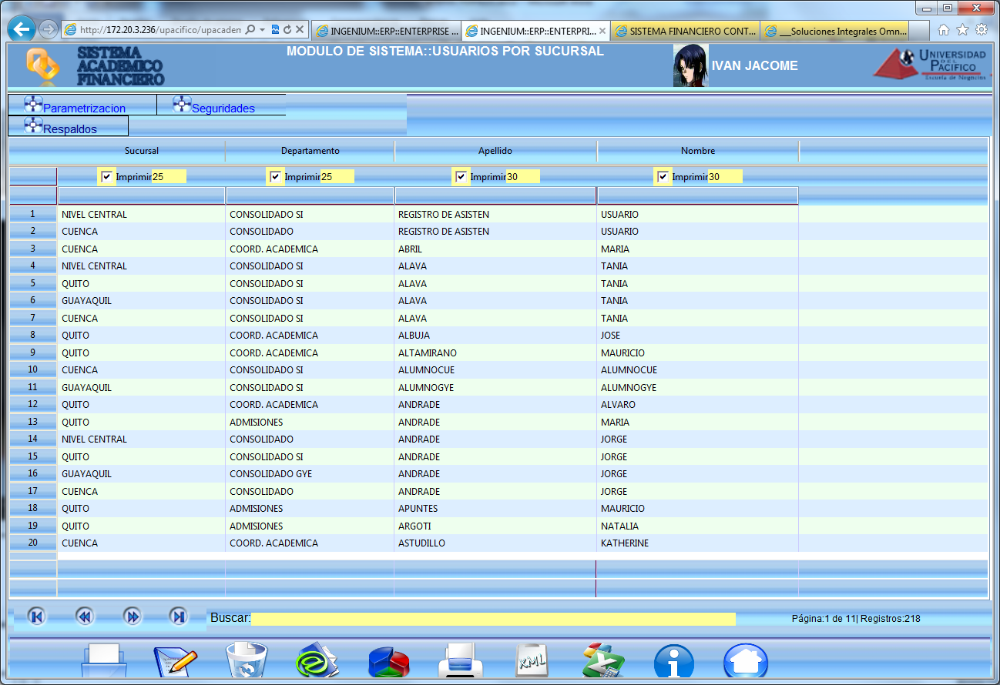 http://172.20.3.236/upacifico/upacadem
INGENIUM::ERP::ENTERPRISE ...
INGENIUM::ERP::ENTERPRI...
SISTEMA FINANCIERO CONT...
___Soluciones Integrales Omn...
SISTEMA
ACADEMICO
FINANCIERO
MODULO DE SISTEMA::USUARIOS POR SUCURSAL
IVAN JACOME
UNIVERSIDAD
DEL
PACÍFICO
Escuela de Negocios
Parametrizacion Seguridades
Respaldos
Sucursal Departamento Apellido Nombre
Imprimir 25 Imprimir 25 Imprimir 30 Imprimir 30
1 NIVEL CENTRAL CONSOLIDADO SI REGISTRO DE ASISTEN USUARIO
2 CUENCA CONSOLIDADO REGISTRO DE ASISTEN USUARIO
3 CUENCA COORD. ACADEMICA ABRIL MARIA
4 NIVEL CENTRAL CONSOLIDADO SI ALAVA TANIA
5 QUITO CONSOLIDADO SI ALAVA TANIA
6 GUAYAQUIL CONSOLIDADO SI ALAVA TANIA
7 CUENCA CONSOLIDADO SI ALAVA TANIA
8 QUITO COORD. ACADEMICA ALBUJA JOSE
9 QUITO COORD. ACADEMICA ALTAMIRANO MAURICIO
10 CUENCA CONSOLIDADO SI ALUMNOCUE ALUMNOCUE
11 GUAYAQUIL CONSOLIDADO SI ALUMNOGYE ALUMNOGYE
12 QUITO COORD. ACADEMICA ANDRADE ALVARO
13 QUITO ADMISIONES ANDRADE MARIA
14 NIVEL CENTRAL CONSOLIDADO ANDRADE JORGE
15 QUITO CONSOLIDADO SI ANDRADE JORGE
16 GUAYAQUIL CONSOLIDADO GYE ANDRADE JORGE
17 CUENCA CONSOLIDADO ANDRADE JORGE
18 QUITO ADMISIONES APUNTES MAURICIO
19 QUITO ADMISIONES ARGOTI NATALIA
20 CUENCA COORD. ACADEMICA ASTUDILLO KATHERINE
Buscar:
Página:1 de 11| Registros:218
XML